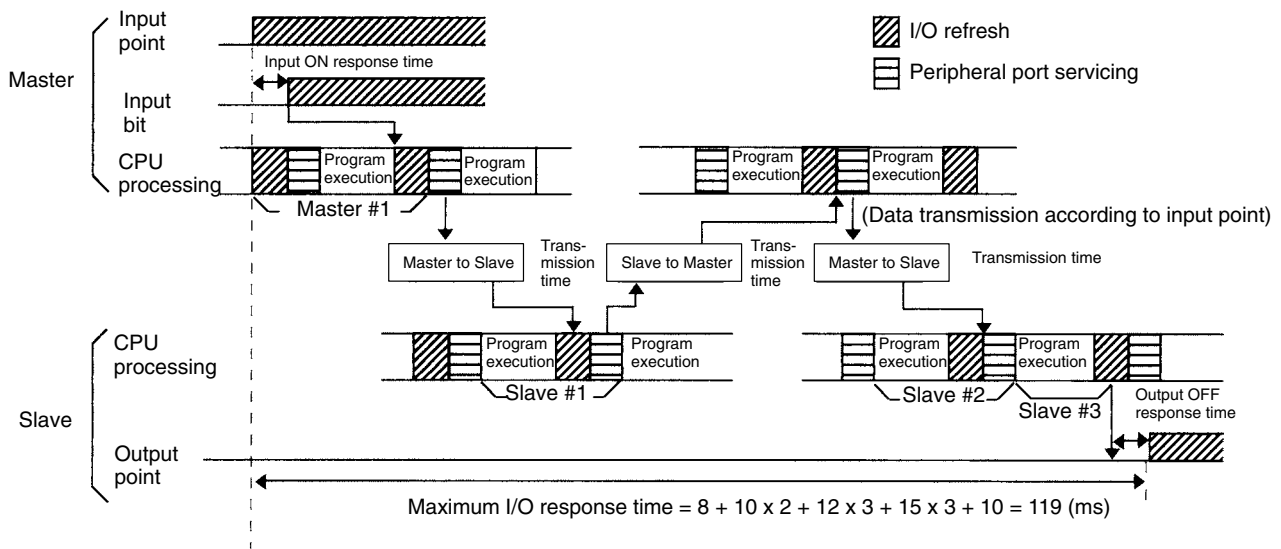 Input
point
I/O refresh
Peripheral port servicing
Input ON response time
Master
Input
bit
CPU
processing
Program
execution
Program
execution
Program
execution
Program
execution
Master #1
(Data transmission according to input point)
Master to Slave
Trans-
mission
time
Slave to Master
Trans-
mission
time
Master to Slave
Transmission time
CPU
processing
Program
execution
Program
execution
Program
execution
Program
execution
Slave #1
Slave #2
Slave #3
Output OFF
response time
Slave
Output
point
Maximum I/O response time = 8 + 10 x 2 + 12 x 3 + 15 x 3 + 10 = 119 (ms)